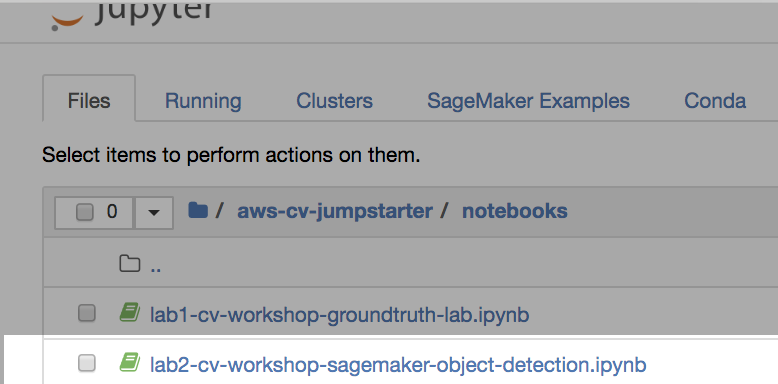 jupyter
Files Running Clusters SageMaker Examples Conda
Select items to perform actions on them.
0 / aws-cv-jumpstarter / notebooks
..
lab1-cv-workshop-groundtruth-lab.ipynb
lab2-cv-workshop-sagemaker-object-detection.ipynb